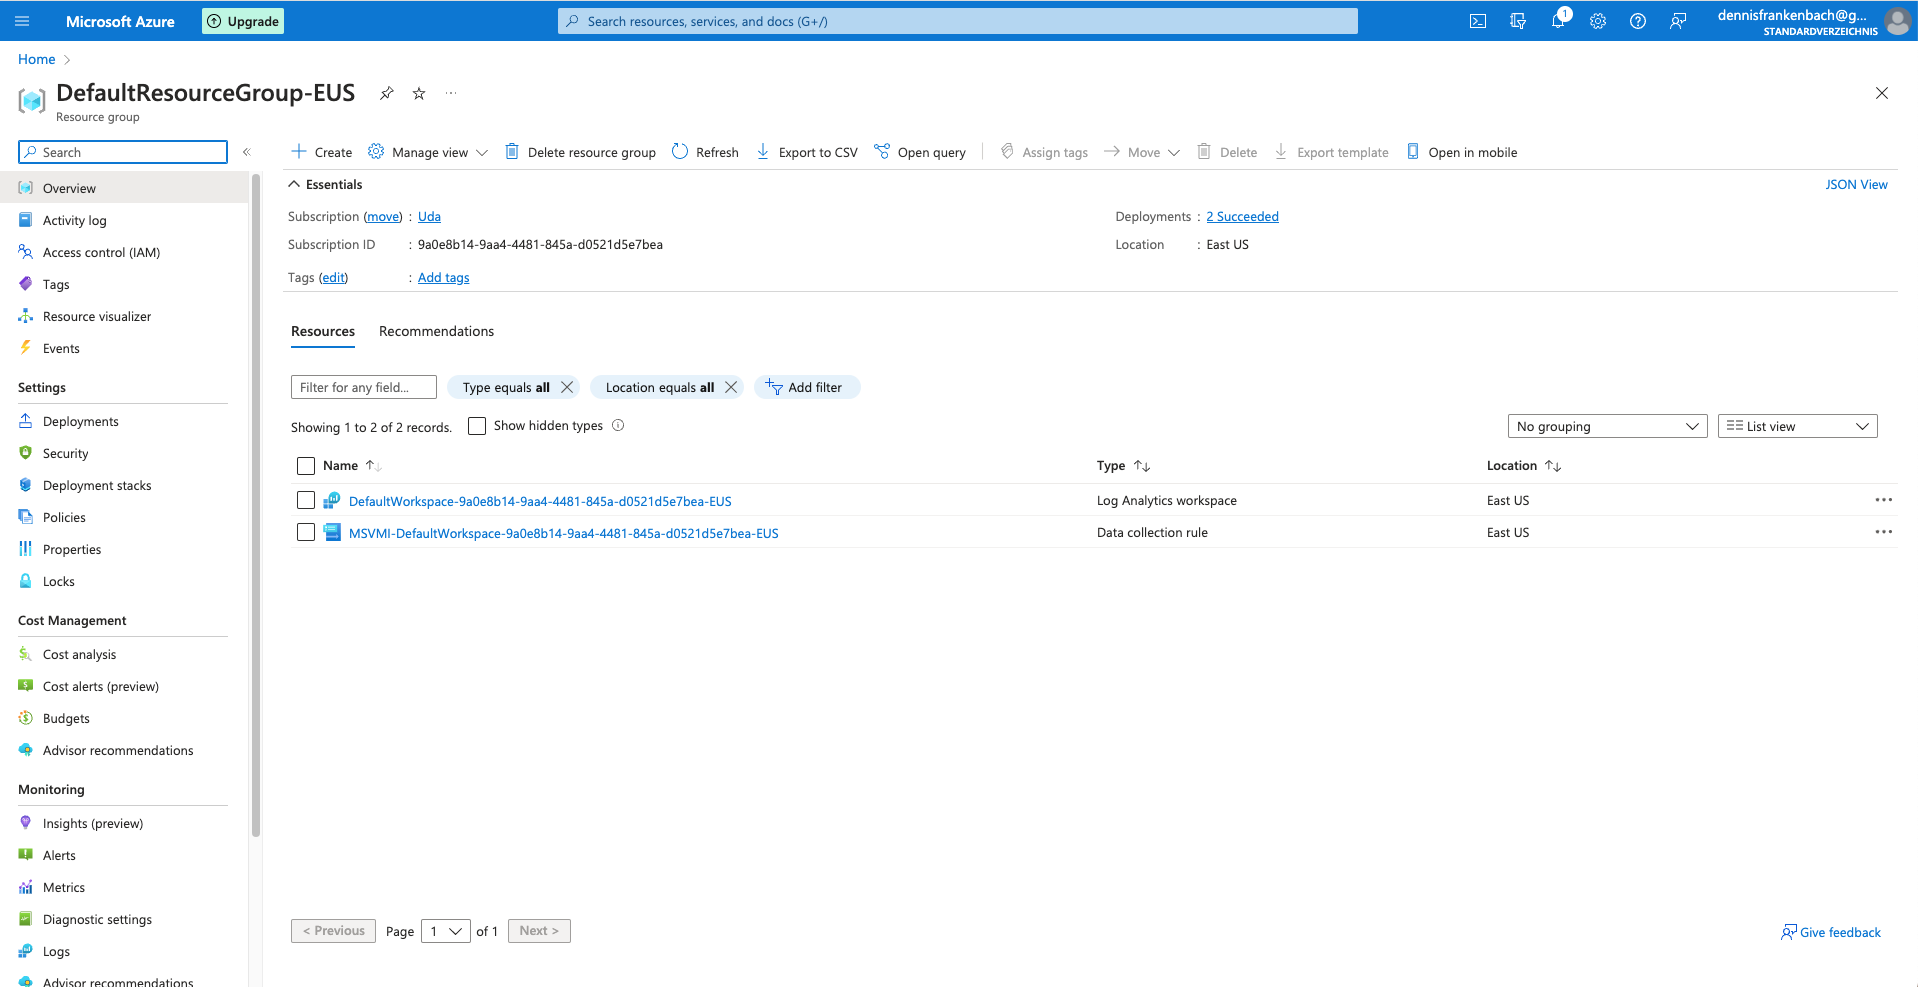 Microsoft Azure
Upgrade
Search resources, services, and docs (G+/)
1
dennisfrankenbach@g...
STANDARDVERZEICHNIS
Home
DefaultResourceGroup-EUS
Resource group
Search
Create
Manage view
Delete resource group
Refresh
Export to CSV
Open query
Assign tags
Move
Delete
Export template
Open in mobile
Overview
Activity log
Access control (IAM)
Tags
Resource visualizer
Events
Settings
Deployments
Security
Deployment stacks
Policies
Properties
Locks
Cost Management
Cost analysis
Cost alerts (preview)
Budgets
Advisor recommendations
Monitoring
Insights (preview)
Alerts
Metrics
Diagnostic settings
Logs
Advisor recommendations
Essentials
JSON View
Subscription (move) : Uda
Deployments : 2 Succeeded
Subscription ID : 9a0e8b14-9aa4-4481-845a-d0521d5e7bea
Location : East US
Tags (edit) : Add tags
Resources
Recommendations
Filter for any field...
Type equals all
Location equals all
Add filter
Showing 1 to 2 of 2 records.
Show hidden types
No grouping
List view
Name
Type
Location
DefaultWorkspace-9a0e8b14-9aa4-4481-845a-d0521d5e7bea-EUS
Log Analytics workspace
East US
MSVMI-DefaultWorkspace-9a0e8b14-9aa4-4481-845a-d0521d5e7bea-EUS
Data collection rule
East US
< Previous
Page 1 of 1
Next >
Give feedback